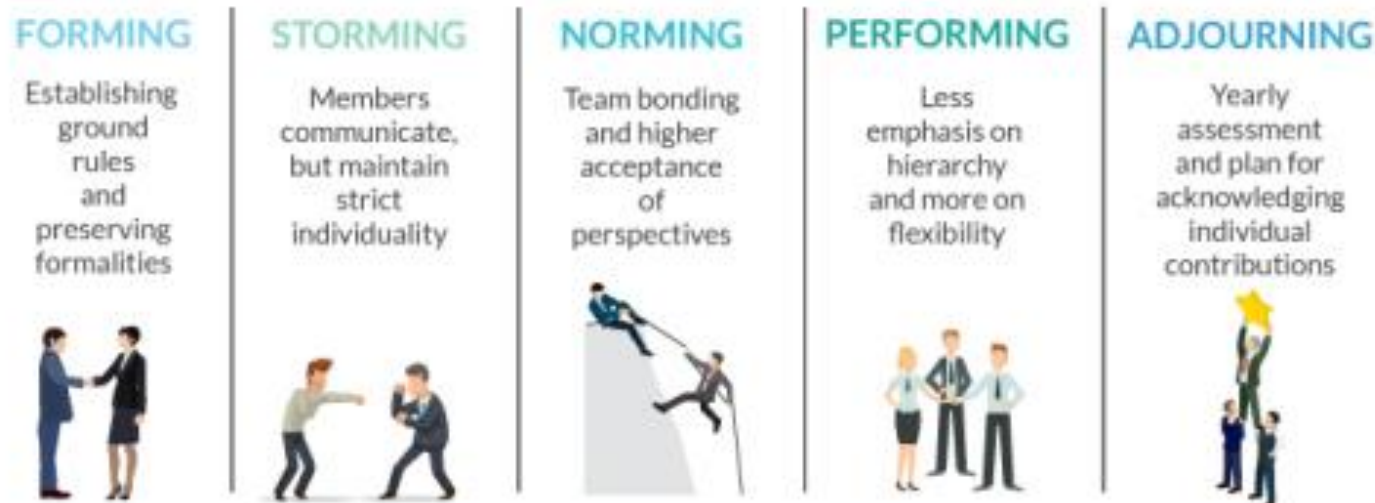 FORMING
Establishing
ground
rules
and
preserving
formalities
STORMING
Members
communicate,
but maintain
strict
individuality
NORMING
Team bonding
and higher
acceptance
of
perspectives
PERFORMING
Less
emphasis on
hierarchy
and more on
flexibility
ADJOURNING
Yearly
assessment
and plan for
acknowledging
individual
contributions